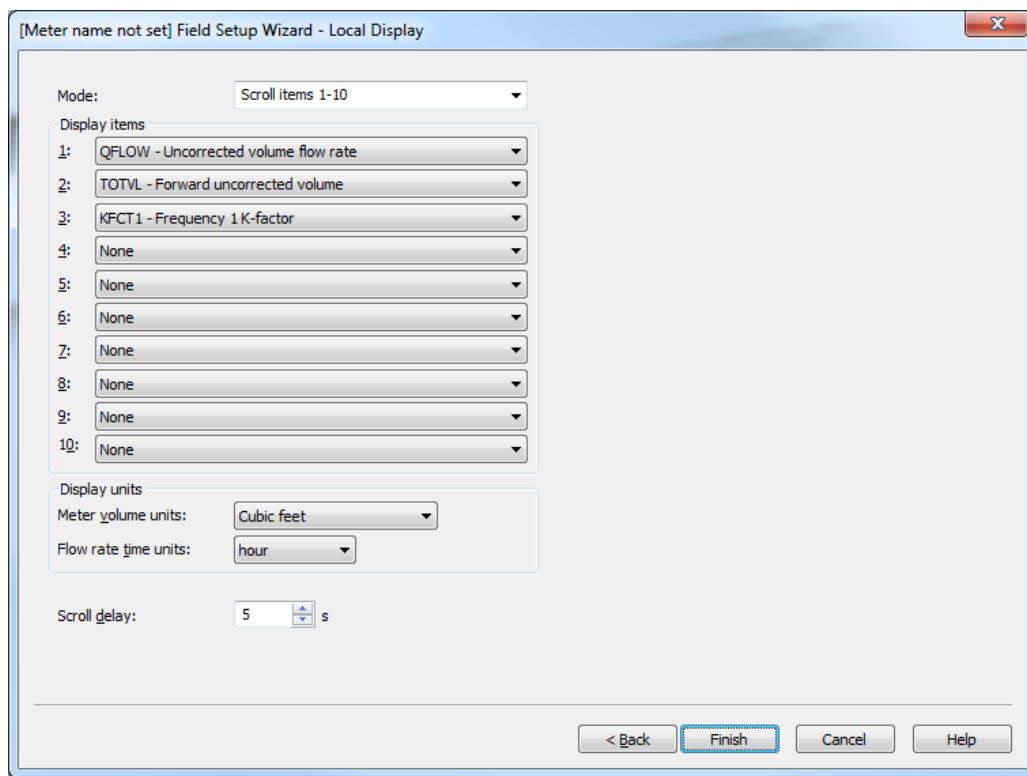 [Meter name not set] Field Setup Wizard - Local Display
Mode: Scroll items 1-10
Display items
1: QFLOW - Uncorrected volume flow rate
2: TOTVL - Forward uncorrected volume
3: KFCT1 - Frequency 1 K-factor
4: None
5: None
6: None
7: None
8: None
9: None
10: None
Display units
Meter volume units: Cubic feet
Flow rate time units: hour
Scroll delay: 5 s
< Back Finish Cancel Help